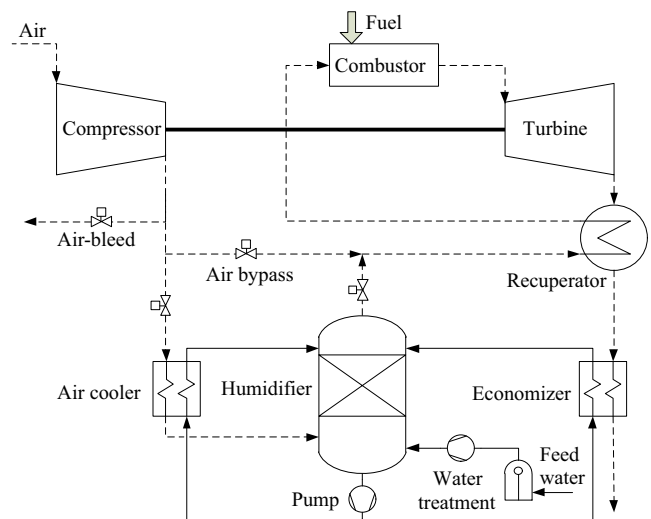 Air
Fuel
Combustor
Compressor
Turbine
Air-bleed
Air bypass
Recuperator
Air cooler
Humidifier
Economizer
Pump
Water
treatment
Feed
water